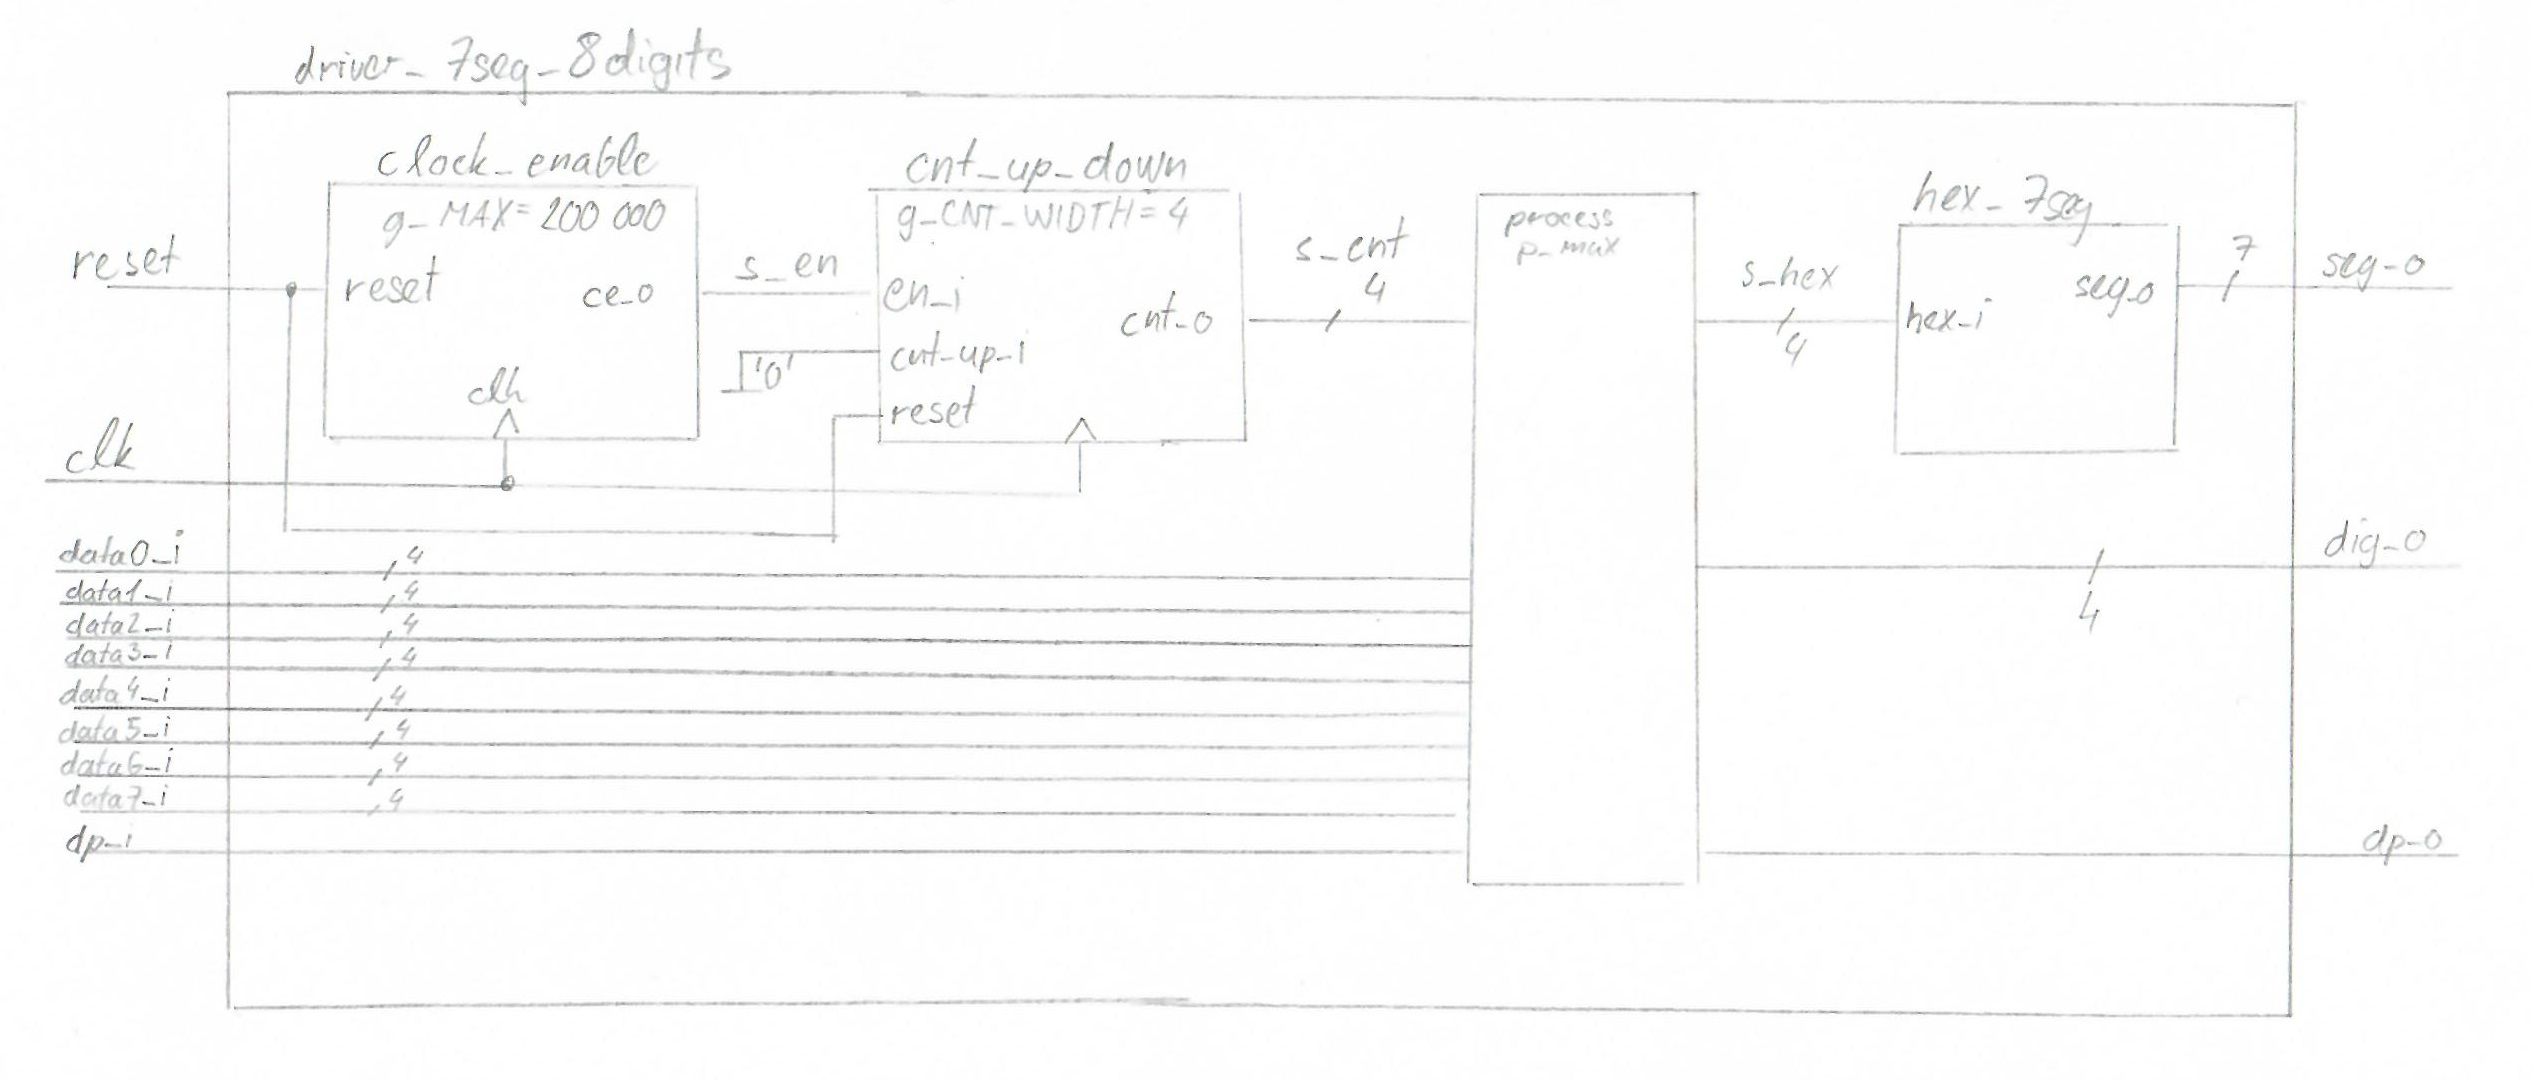 driver_7seg_8digits
clock_enable
g_MAX=200 000
reset
ce_o
clk
cnt_up_down
g_CNT_WIDTH=4
en_i
cnt_up_i
reset
cnt_o
process
p_max
hex_7seg
hex_i
seg_o
reset
clk
s_en
'0'
s_cnt
4
s_hex
4
7
seg_o
dig_o
4
dp_o
data0_i
4
data1_i
4
data2_i
4
data3_i
4
data4_i
4
data5_i
4
data6_i
4
data7_i
4
dp_i